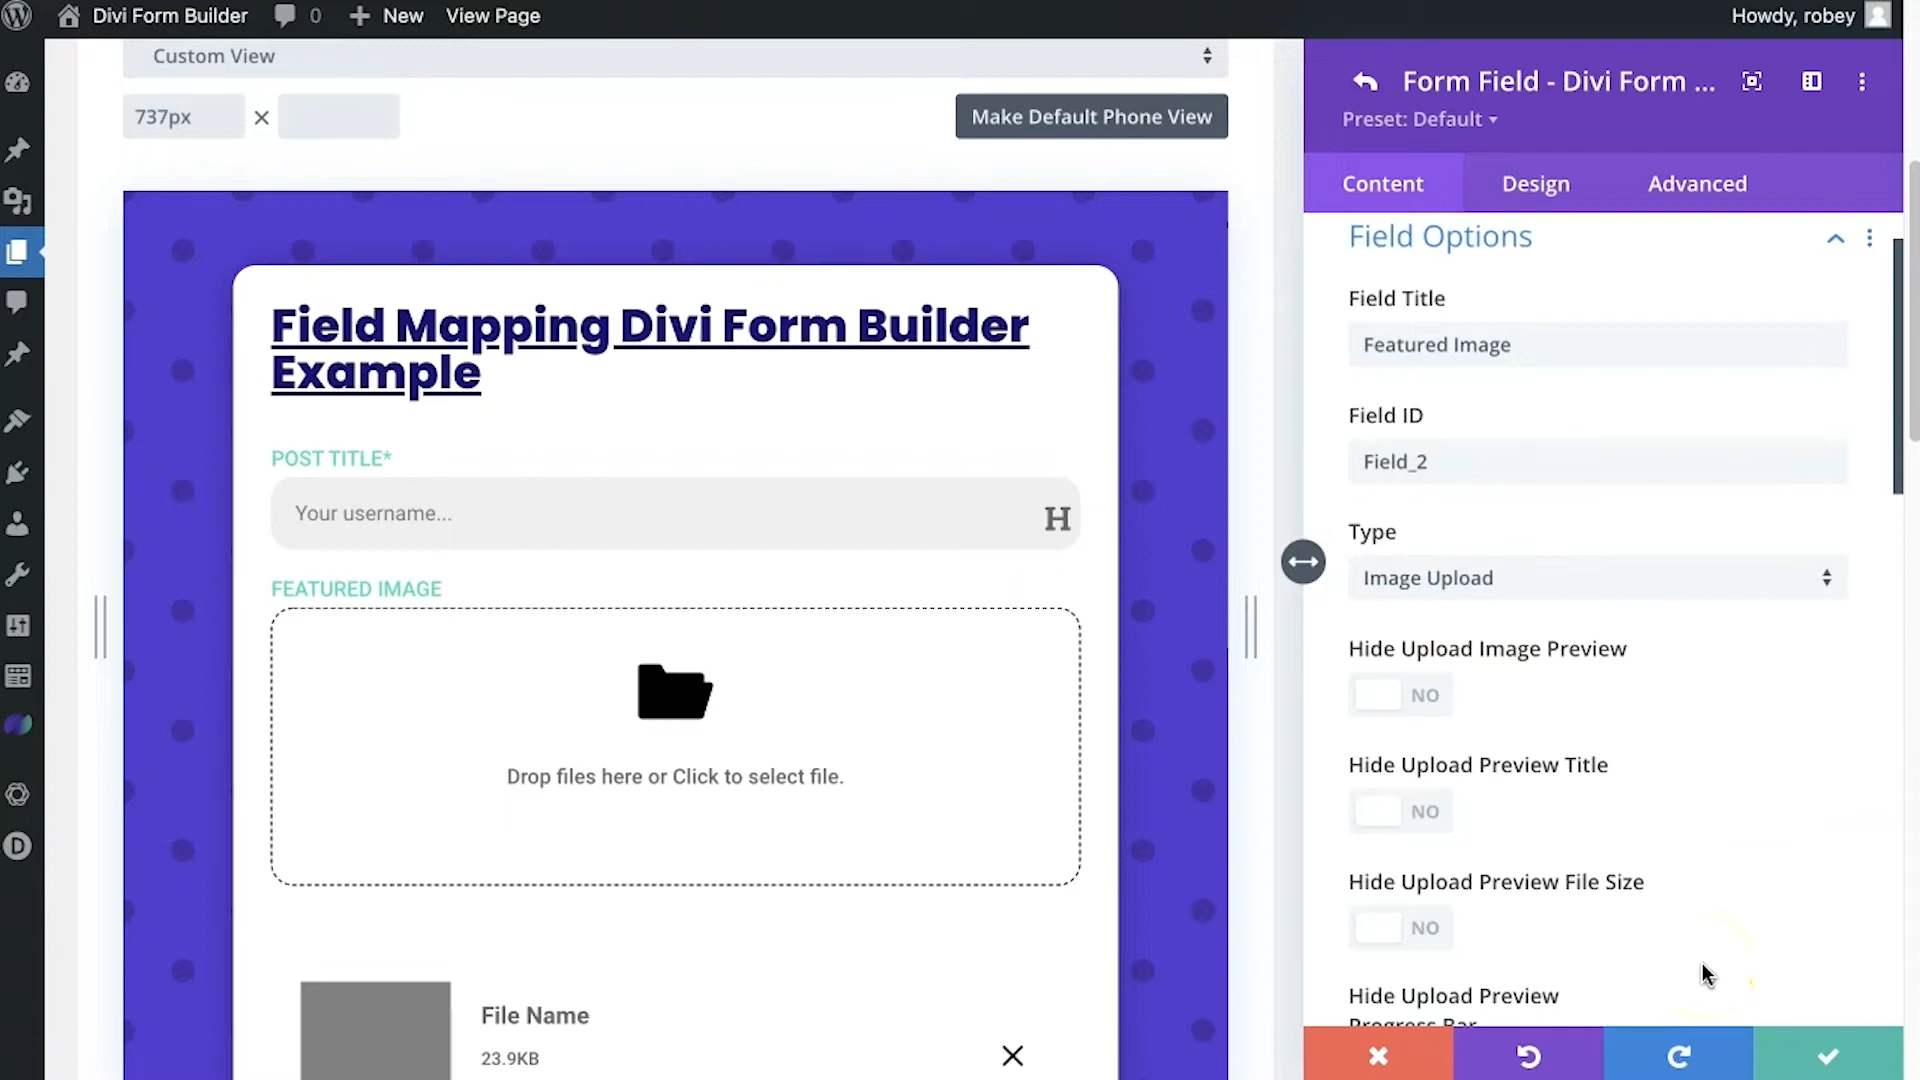 Divi Form Builder 0 New View Page Howdy, robey
Custom View
737px
Make Default Phone View
Field Mapping Divi Form Builder
Example
POST TITLE*
Your username...
H
FEATURED IMAGE
Drop files here or Click to select file.
File Name
23.9KB
Form Field - Divi Form ...
Preset: Default
Content Design Advanced
Field Options
Field Title
Featured Image
Field ID
Field_2
Type
Image Upload
Hide Upload Image Preview
NO
Hide Upload Preview Title
NO
Hide Upload Preview File Size
NO
Hide Upload Preview
Progress Bar